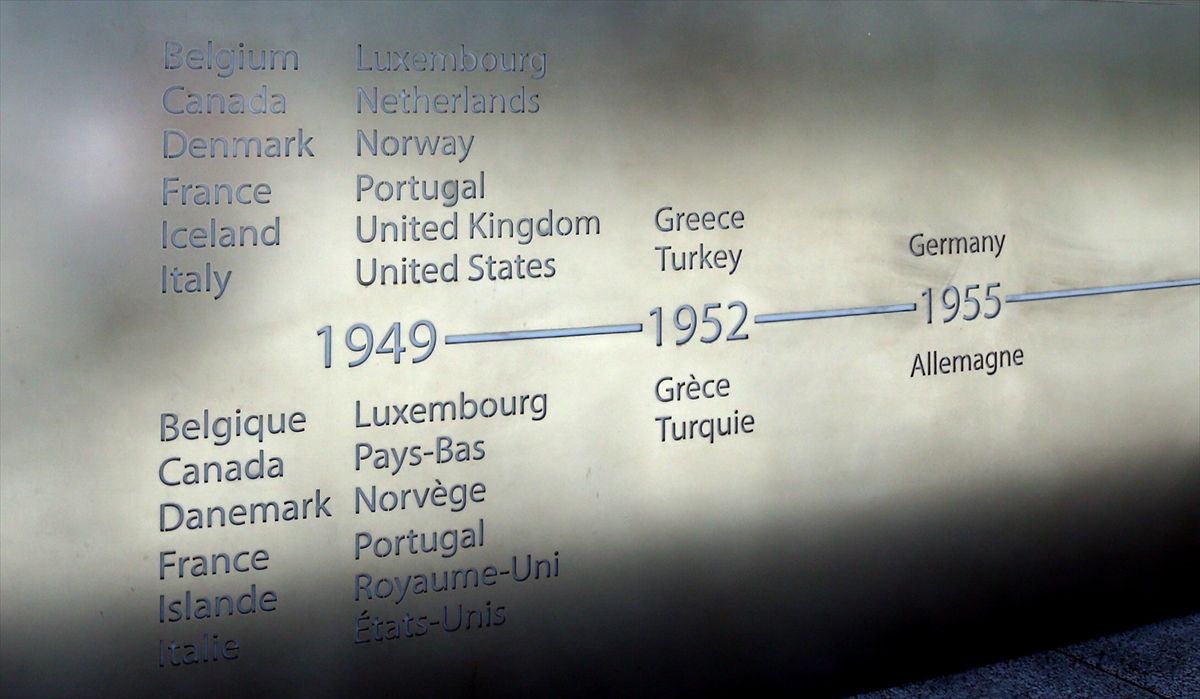 Belgium
Canada
Denmark
France
Iceland
Italy
Luxembourg
Netherlands
Norway
Portugal
United Kingdom
United States
Greece
Turkey
Germany
1949
1952
1955
Belgique
Canada
Danemark
France
Islande
Italie
Luxembourg
Pays-Bas
Norvège
Portugal
Royaume-Uni
États-Unis
Grèce
Turquie
Allemagne